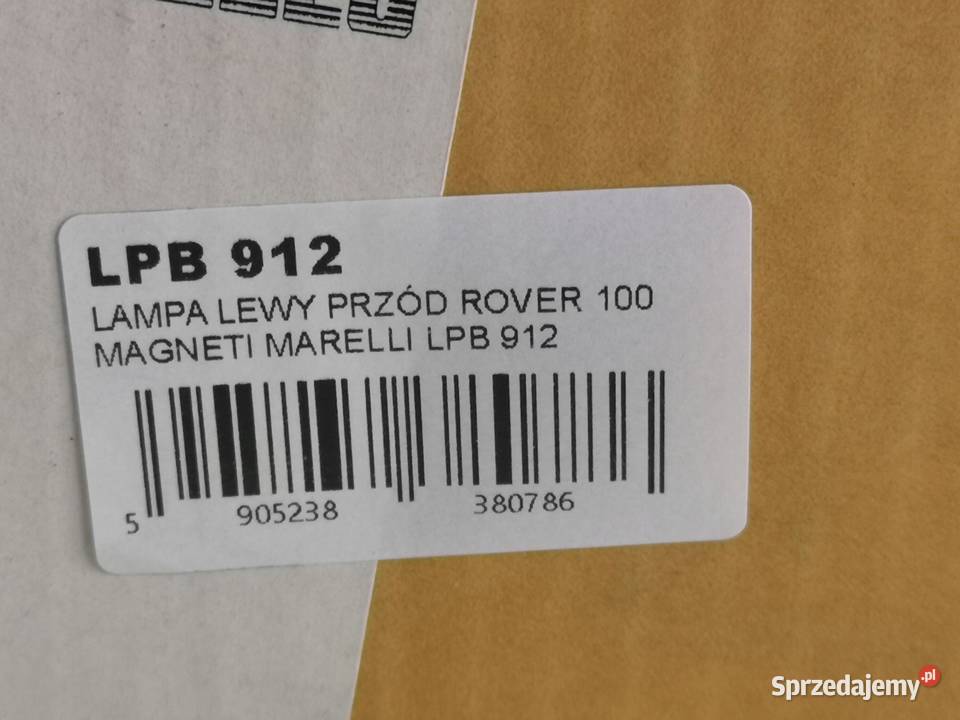 LPB 912
LAMPA LEWY PRZÓD ROVER 100
MAGNETI MARELLI LPB 912
5 905238 380786
Sprzedajemy.pl